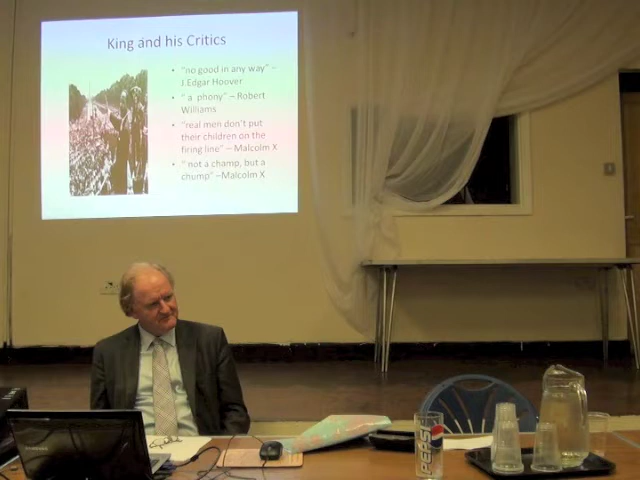 King and his Critics
• "no good in any way" –
J.Edgar Hoover
• " a phony" – Robert
Williams
• "real men don't put
their children on the
firing line" – Malcolm X
• " not a champ, but a
chump" –Malcolm X
PEPSI